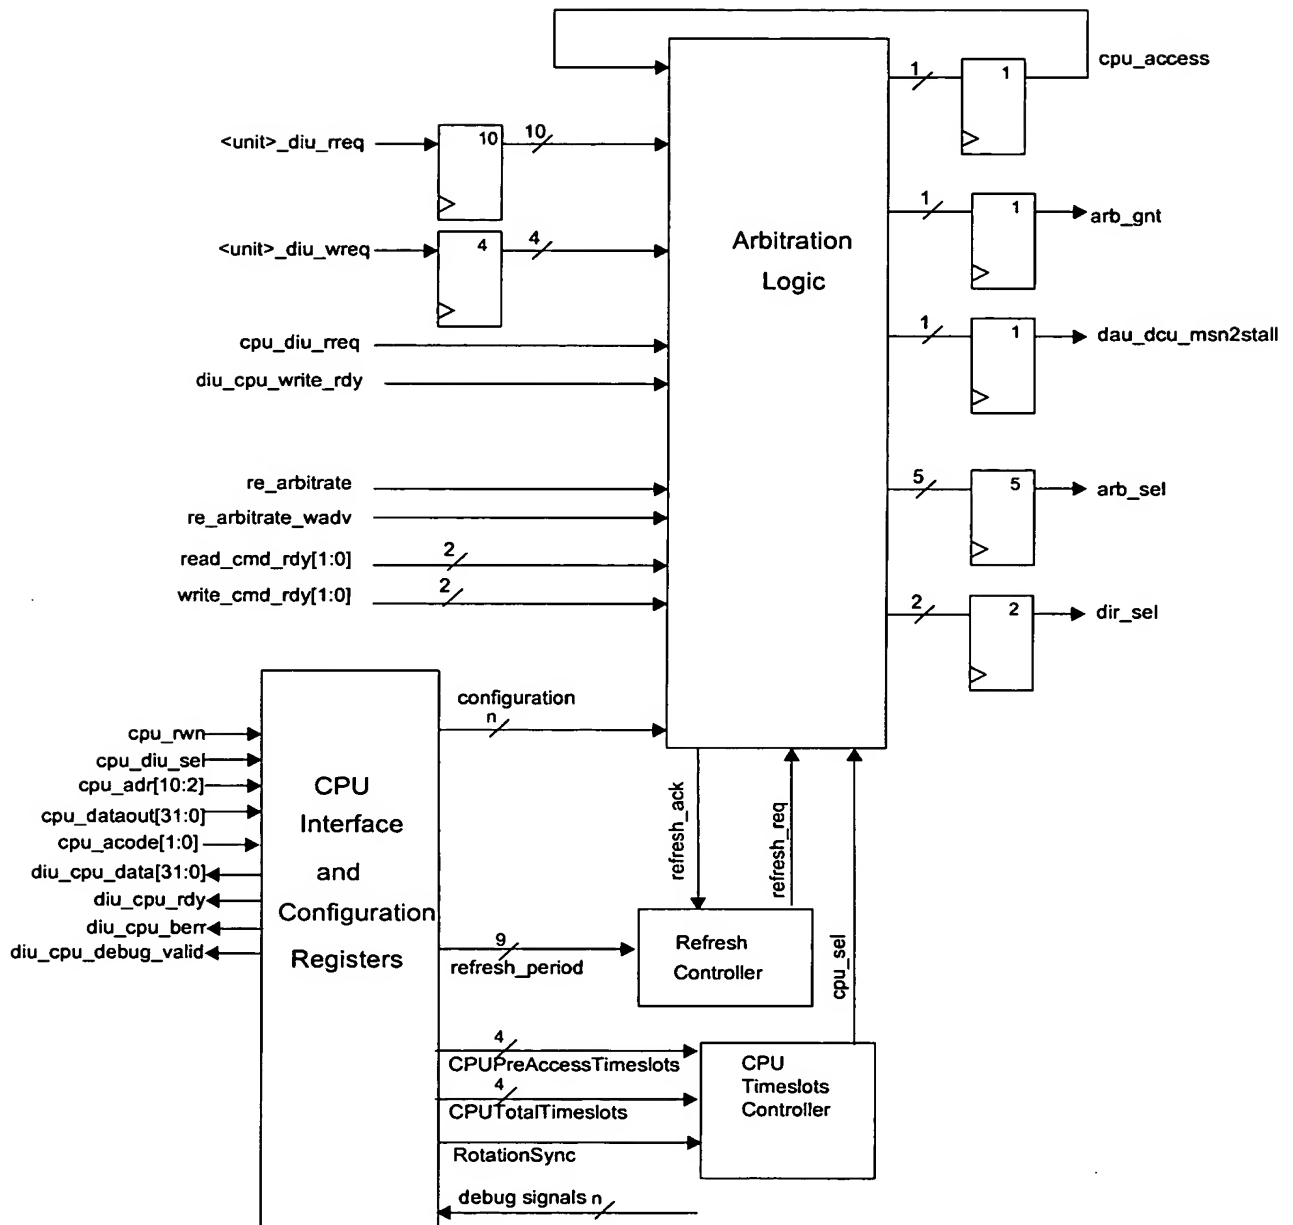 cpu_access
1
1
<unit>_diu_rreq
10
10
<unit>_diu_wreq
4
4
Arbitration
Logic
1
1
arb_gnt
cpu_diu_rreq
diu_cpu_write_rdy
1
1
dau_dcu_msn2stall
re_arbitrate
re_arbitrate_wadv
read_cmd_rdy[1:0]
2
write_cmd_rdy[1:0]
2
5
5
arb_sel
2
2
dir_sel
configuration
n
cpu_rwn
cpu_diu_sel
cpu_adr[10:2]
cpu_dataout[31:0]
cpu_acode[1:0]
diu_cpu_data[31:0]
diu_cpu_rdy
diu_cpu_berr
diu_cpu_debug_valid
CPU
Interface
and
Configuration
Registers
refresh_ack
refresh_req
cpu_sel
9
refresh_period
Refresh
Controller
4
CPUPreAccessTimeslots
4
CPUTotalTimeslots
RotationSync
CPU
Timeslots
Controller
debug signals n